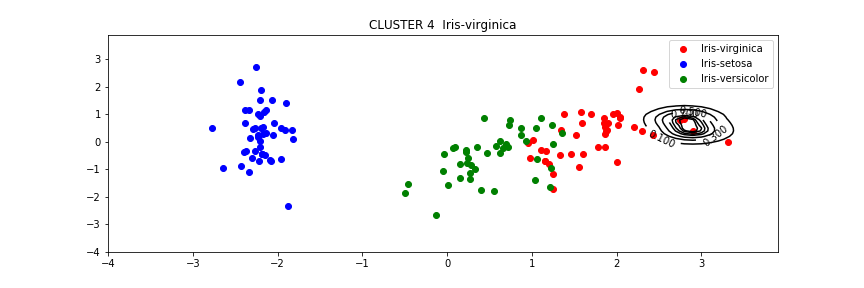 CLUSTER 4  Iris-virginica
Iris-virginica
Iris-setosa
Iris-versicolor
3
2
1
0
−1
−2
−3
−4
0.100
0.300
−4 −3 −2 −1 0 1 2 3